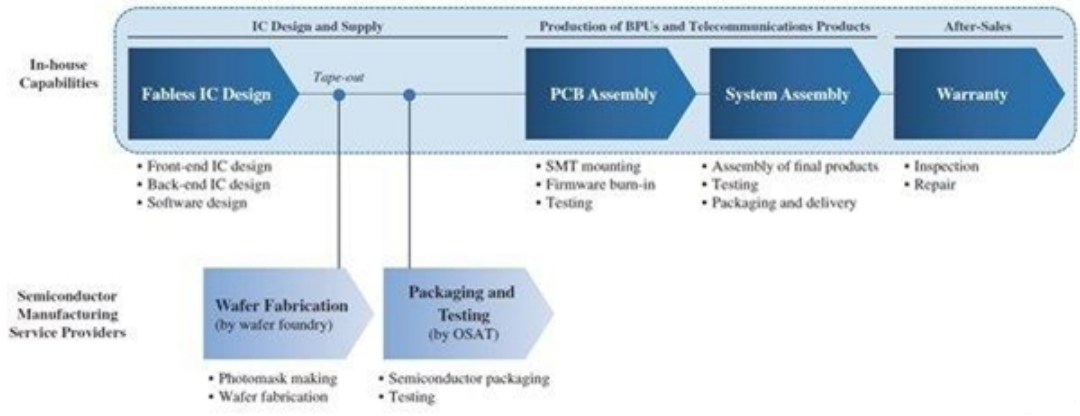 IC Design and Supply
Production of BPUs and Telecommunications Products
After-Sales
In-house
Capabilities
Fabless IC Design
Tape-out
PCB Assembly
System Assembly
Warranty
• Front-end IC design
• Back-end IC design
• Software design
• SMT mounting
• Firmware burn-in
• Testing
• Assembly of final products
• Testing
• Packaging and delivery
• Inspection
• Repair
Semiconductor
Manufacturing
Service Providers
Wafer Fabrication
(by wafer foundry)
Packaging and
Testing
(by OSAT)
• Photomask making
• Wafer fabrication
• Semiconductor packaging
• Testing